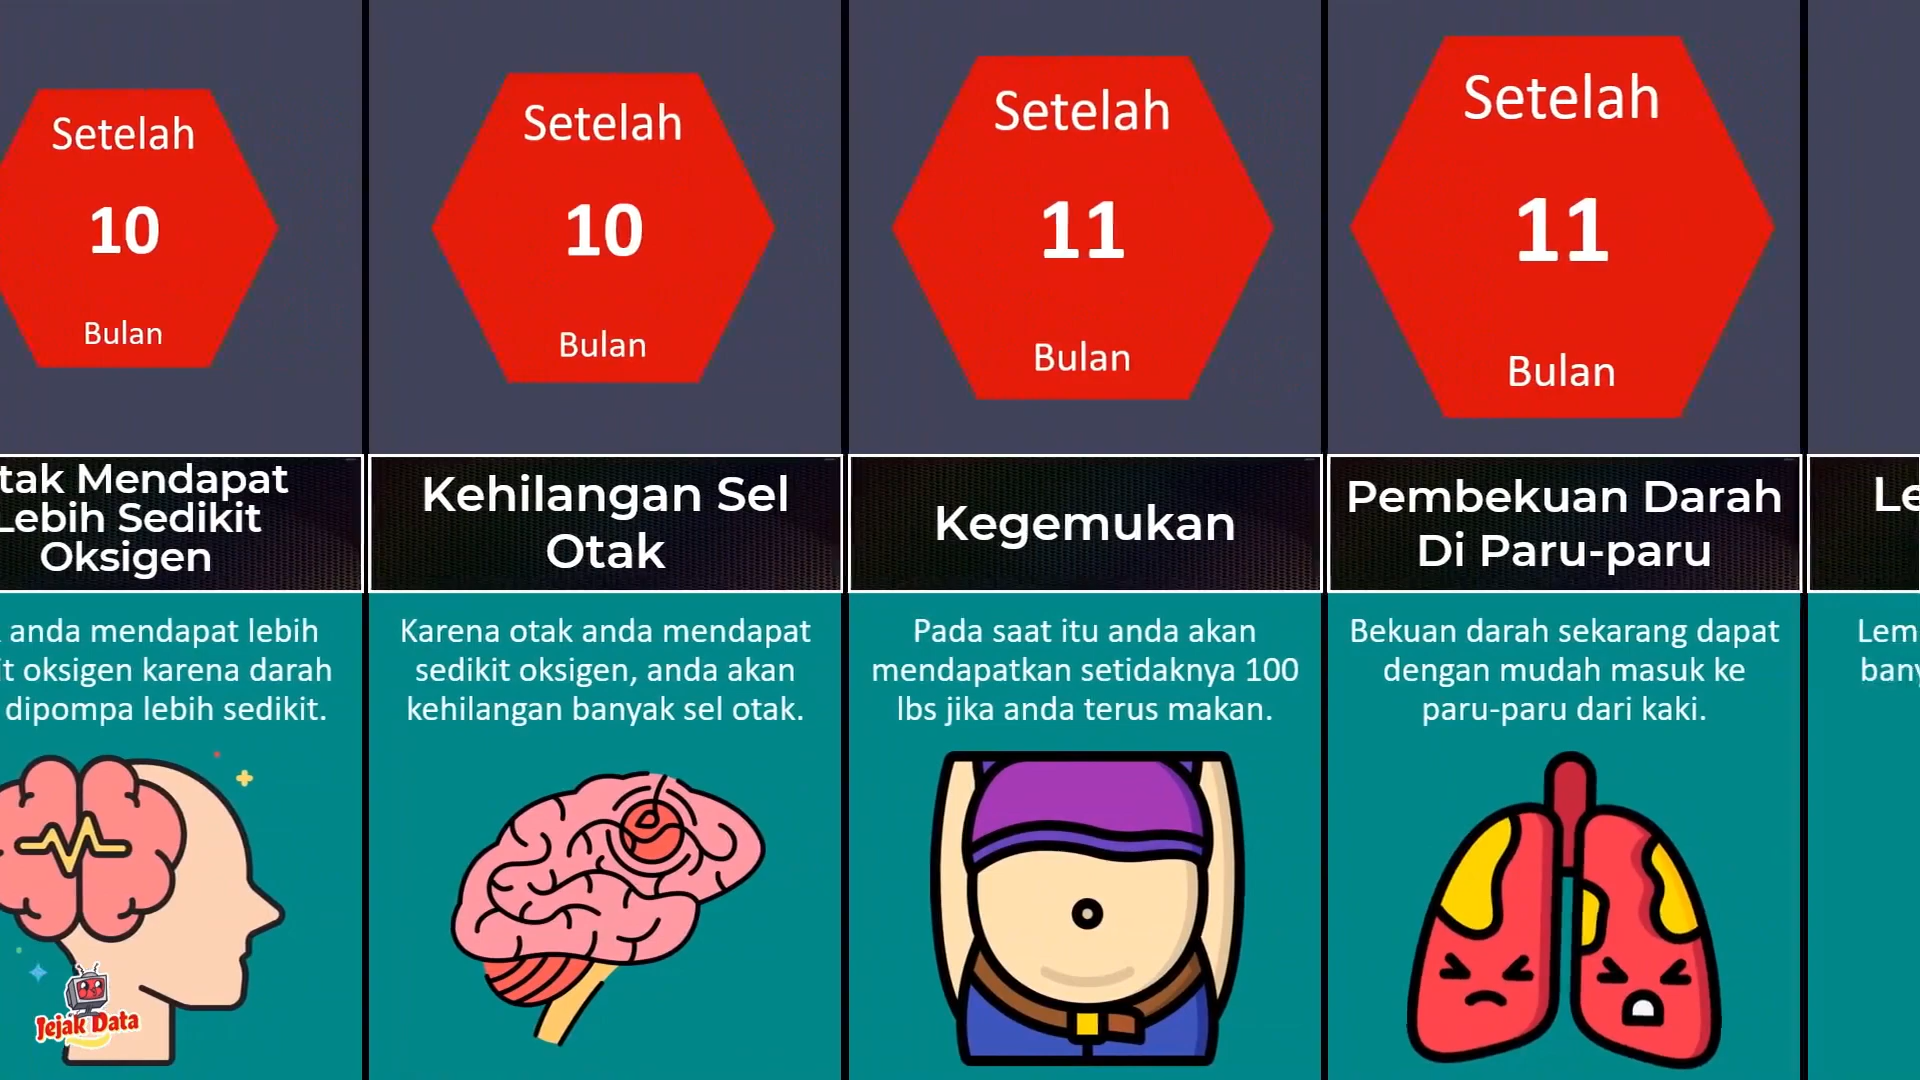 Setelah
10
Bulan
tak Mendapat
Lebih Sedikit
Oksigen
anda mendapat lebih
it oksigen karena darah
dipompa lebih sedikit.
Jejak Data
Setelah
10
Bulan
Kehilangan Sel
Otak
Karena otak anda mendapat
sedikit oksigen, anda akan
kehilangan banyak sel otak.
Setelah
11
Bulan
Kegemukan
Pada saat itu anda akan
mendapatkan setidaknya 100
lbs jika anda terus makan.
Setelah
11
Bulan
Pembekuan Darah
Di Paru-paru
Bekuan darah sekarang dapat
dengan mudah masuk ke
paru-paru dari kaki.
Le
Lem
bany